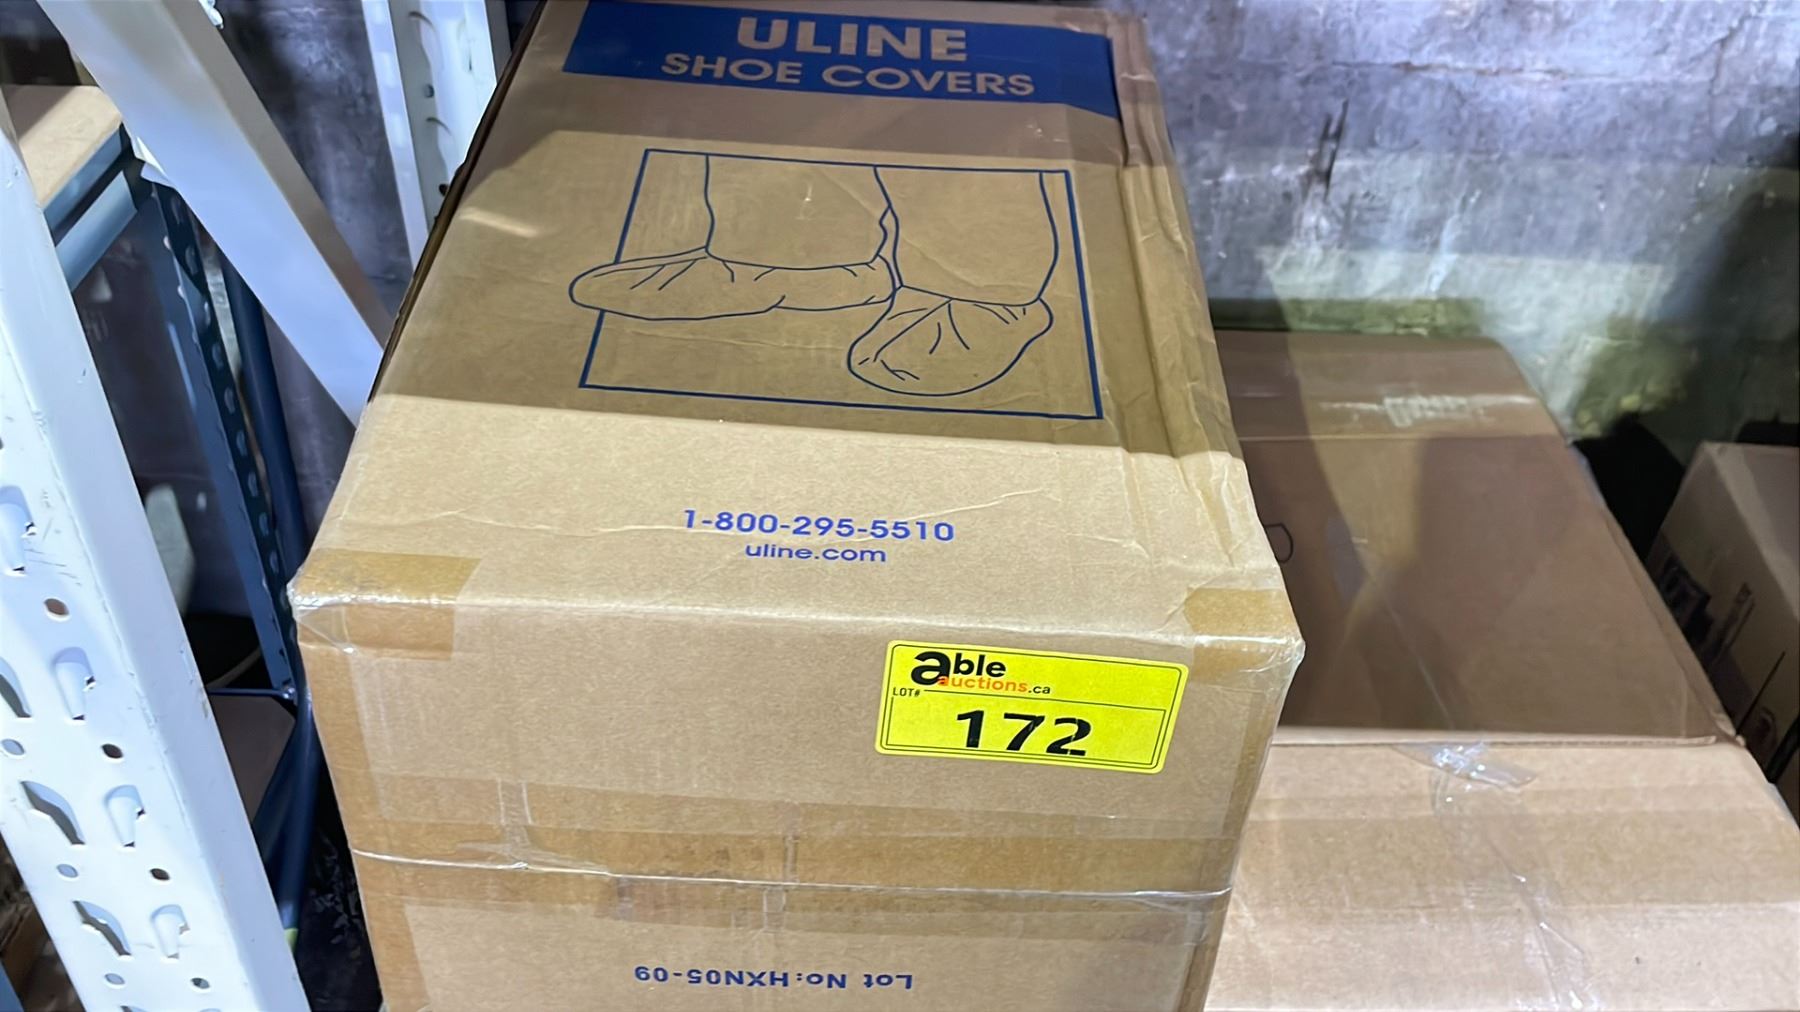 ULINE
SHOE COVERS
1-800-295-5510
uline.com
able
auctions.ca
LOT#
172
Lot No:HXN05-09